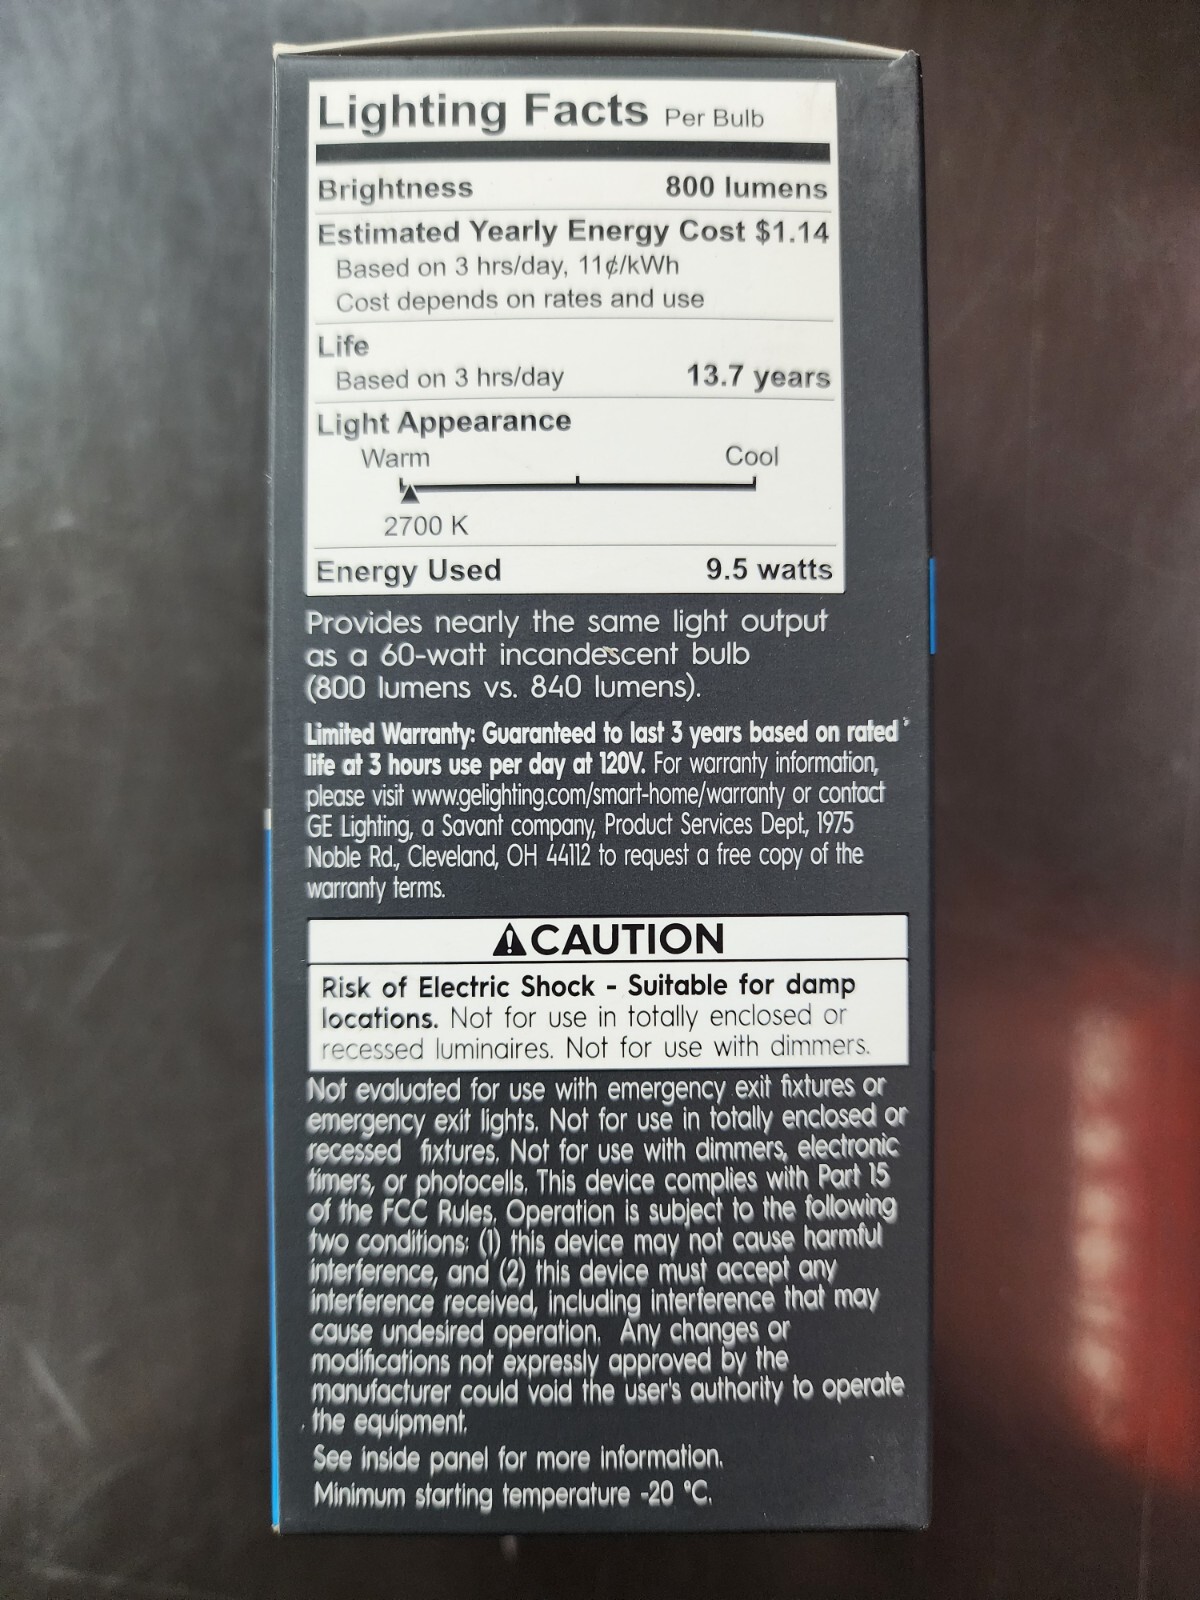 Lighting Facts Per Bulb
Brightness 800 lumens
Estimated Yearly Energy Cost $1.14
Based on 3 hrs/day, 11¢/kWh
Cost depends on rates and use
Life
Based on 3 hrs/day 13.7 years
Light Appearance
Warm Cool
2700 K
Energy Used 9.5 watts
Provides nearly the same light output
as a 60-watt incandescent bulb
(800 lumens vs. 840 lumens).
Limited Warranty: Guaranteed to last 3 years based on rated
life at 3 hours use per day at 120V. For warranty information,
please visit www.gelighting.com/smart-home/warranty or contact
GE Lighting, a Savant company, Product Services Dept., 1975
Noble Rd., Cleveland, OH 44112 to request a free copy of the
warranty terms.
⚠CAUTION
Risk of Electric Shock - Suitable for damp
locations. Not for use in totally enclosed or
recessed luminaires. Not for use with dimmers.
Not evaluated for use with emergency exit fixtures or
emergency exit lights. Not for use in totally enclosed or
recessed fixtures. Not for use with dimmers, electronic
timers, or photocells. This device complies with Part 15
of the FCC Rules. Operation is subject to the following
two conditions: (1) this device may not cause harmful
interference, and (2) this device must accept any
interference received, including interference that may
cause undesired operation. Any changes or
modifications not expressly approved by the
manufacturer could void the user's authority to operate
the equipment.
See inside panel for more information.
Minimum starting temperature -20 °C.